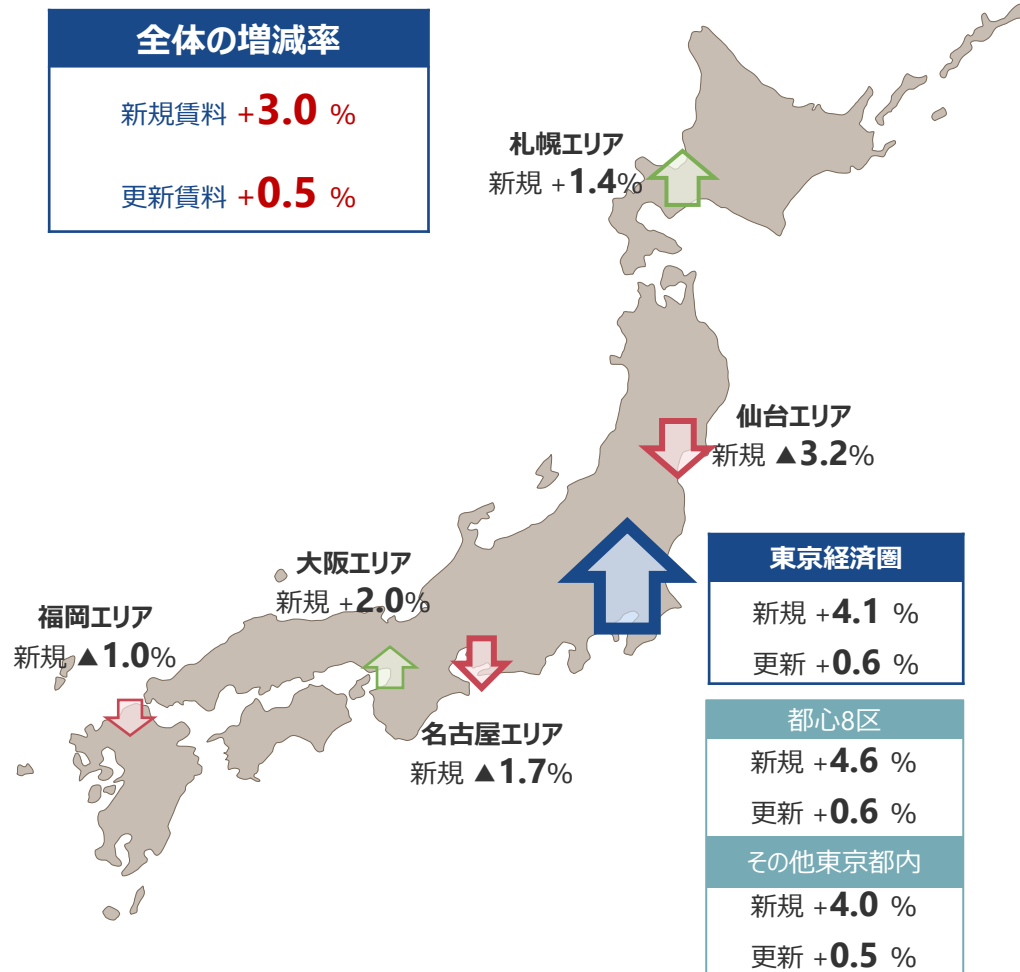 全体の増減率
新規賃料 +3.0 %
更新賃料 +0.5 %
札幌エリア
新規 +1.4%
仙台エリア
新規 ▲3.2%
東京経済圏
新規 +4.1 %
更新 +0.6 %
大阪エリア
新規 +2.0%
福岡エリア
新規 ▲1.0%
名古屋エリア
新規 ▲1.7%
都心8区
新規 +4.6 %
更新 +0.6 %
その他東京都内
新規 +4.0 %
更新 +0.5 %